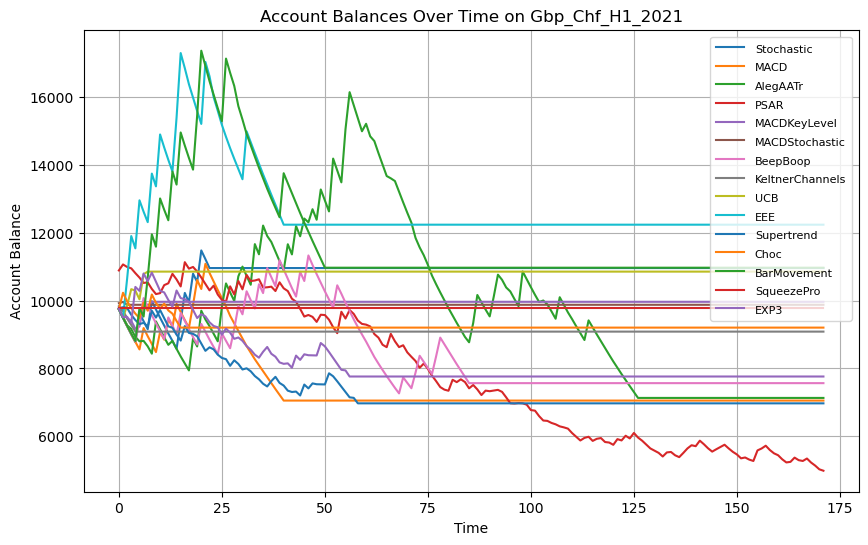 Account Balances Over Time on Gbp_Chf_H1_2021
Account Balance
16000
14000
12000
10000
8000
6000
0
25
50
75
100
125
150
175
Time
Stochastic
MACD
AlegAATr
PSAR
MACDKeyLevel
MACDStochastic
BeepBoop
KeltnerChannels
UCB
EEE
Supertrend
Choc
BarMovement
SqueezePro
EXP3